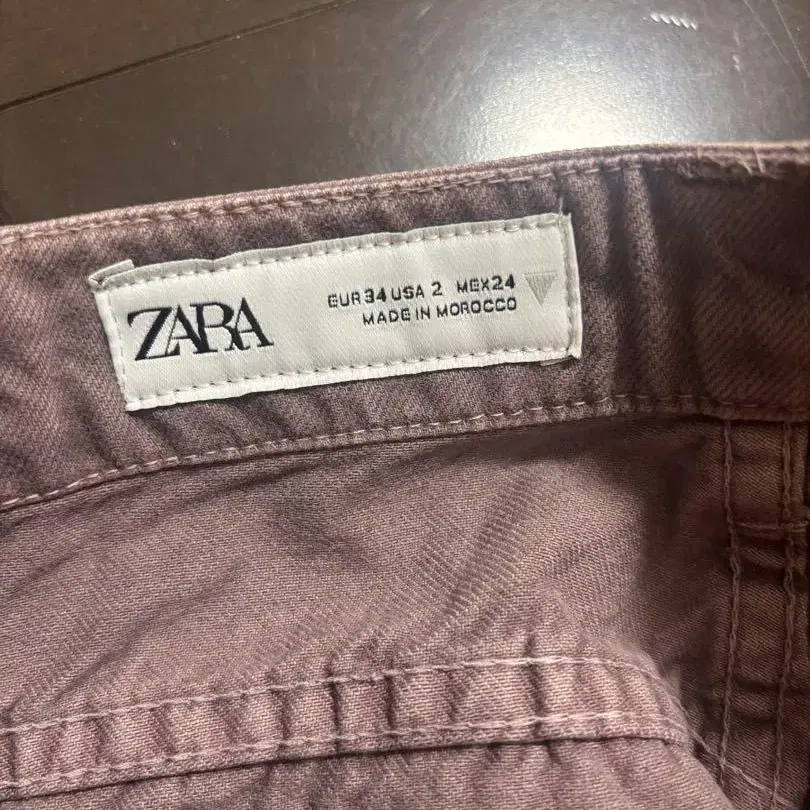 ZARA
EUR 34 USA 2 MEX 24
MADE IN MOROCCO